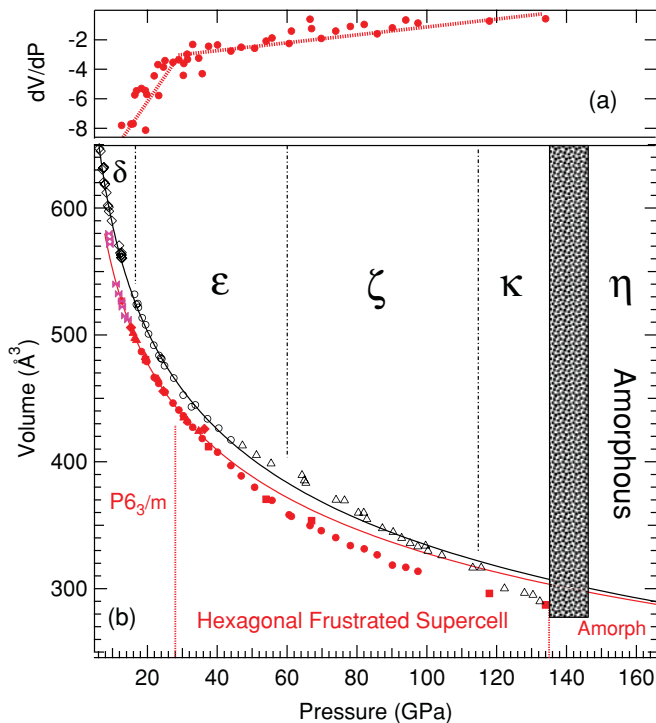 dV/dP
-2
-4
-6
-8
(a)
Volume (Å³)
600
500
400
300
δ
ε
ζ
κ
η
Amorphous
P6₃/m
(b)
Hexagonal Frustrated Supercell
Amorph
20 40 60 80 100 120 140 160
Pressure (GPa)